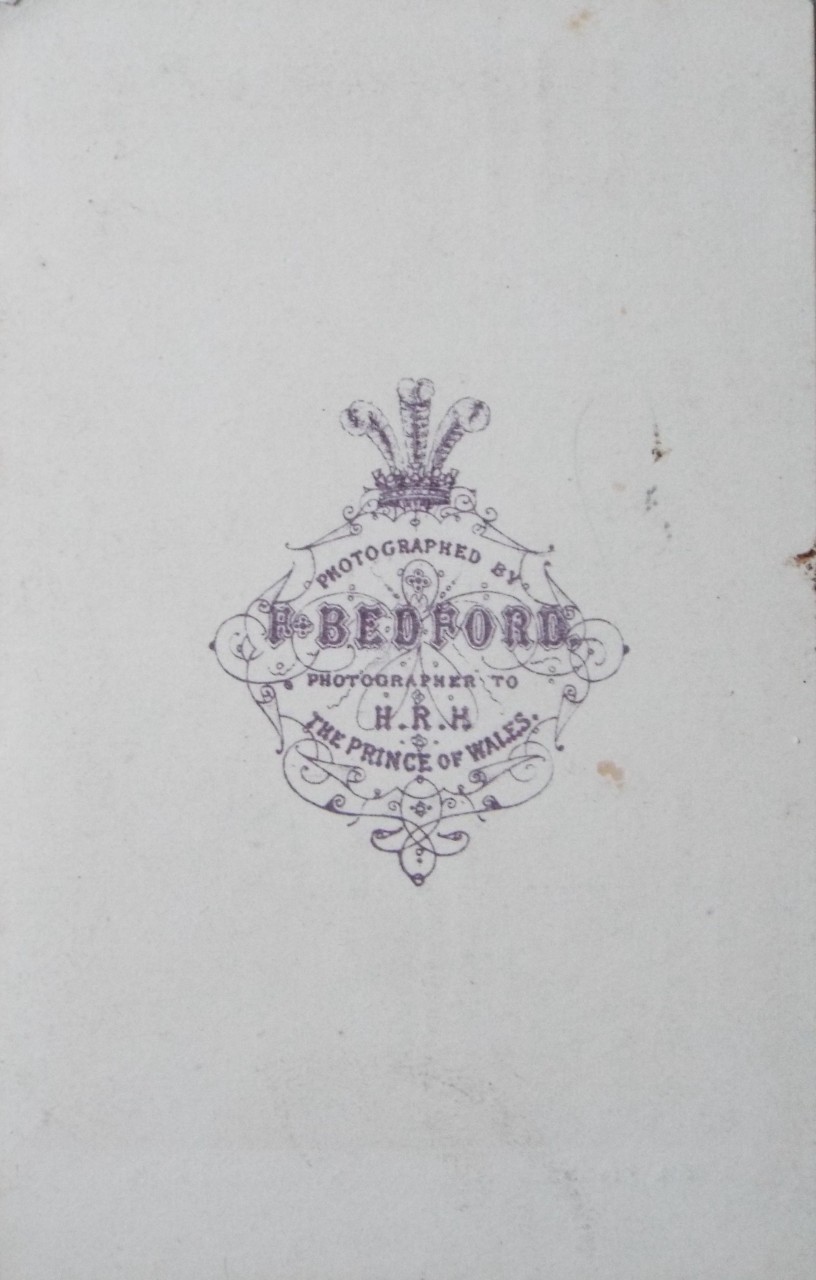 PHOTOGRAPHED BY
F. BEDFORD,
PHOTOGRAPHER TO
H.R.H
THE PRINCE OF WALES.